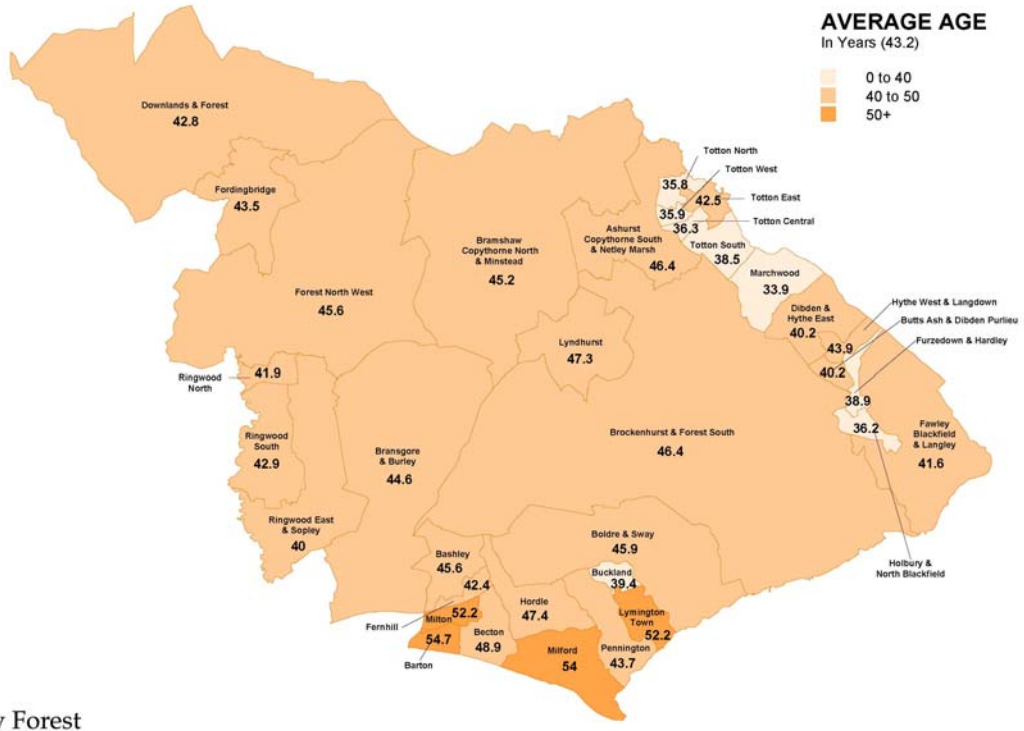 AVERAGE AGE
In Years (43.2)
0 to 40
40 to 50
50+
Downlands & Forest
42.8
Fordingbridge
43.5
Forest North West
45.6
Bramshaw
Copythorne North
& Minstead
45.2
Ashurst
Copythorne South
& Netley Marsh
46.4
Totton North
35.8
Totton West
35.9
Totton East
42.5
Totton Central
36.3
Totton South
38.5
Marchwood
33.9
Dibden &
Hythe East
40.2
Hythe West & Langdown
43.9
Butts Ash & Dibden Purlieu
40.2
Furzedown & Hardley
38.9
36.2
Holbury &
North Blackfield
Fawley
Blackfield
& Langley
41.6
Lyndhurst
47.3
Ringwood
North
41.9
Ringwood
South
42.9
Ringwood East
& Sopley
40
Bransgore
& Burley
44.6
Brockenhurst & Forest South
46.4
Boldre & Sway
45.9
Bashley
45.6
42.4
Fernhill
Milton
52.2
54.7
Barton
Becton
48.9
Hordle
47.4
Buckland
39.4
Lymington
Town
52.2
Milford
54
Pennington
43.7
Forest